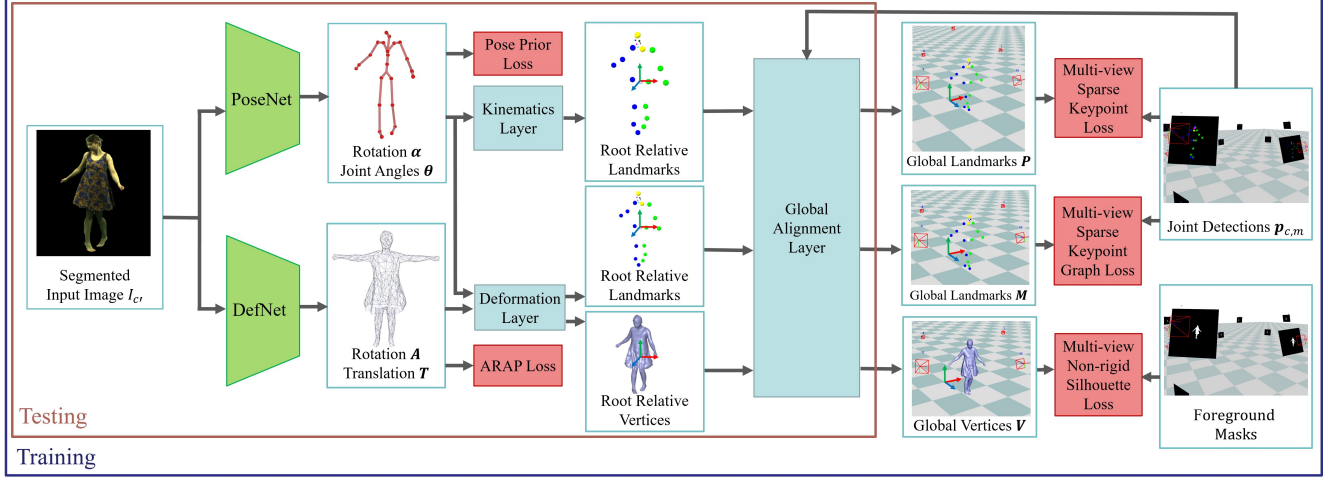 Segmented
Input Image I_c'
PoseNet
DefNet
Rotation α
Joint Angles θ
Rotation A
Translation T
Pose Prior
Loss
Kinematics
Layer
Deformation
Layer
ARAP Loss
Root Relative
Landmarks
Root Relative
Landmarks
Root Relative
Vertices
Global
Alignment
Layer
Global Landmarks P
Global Landmarks M
Global Vertices V
Multi-view
Sparse
Keypoint
Loss
Multi-view
Sparse
Keypoint
Graph Loss
Multi-view
Non-rigid
Silhouette
Loss
Joint Detections p_c,m
Foreground
Masks
Testing
Training